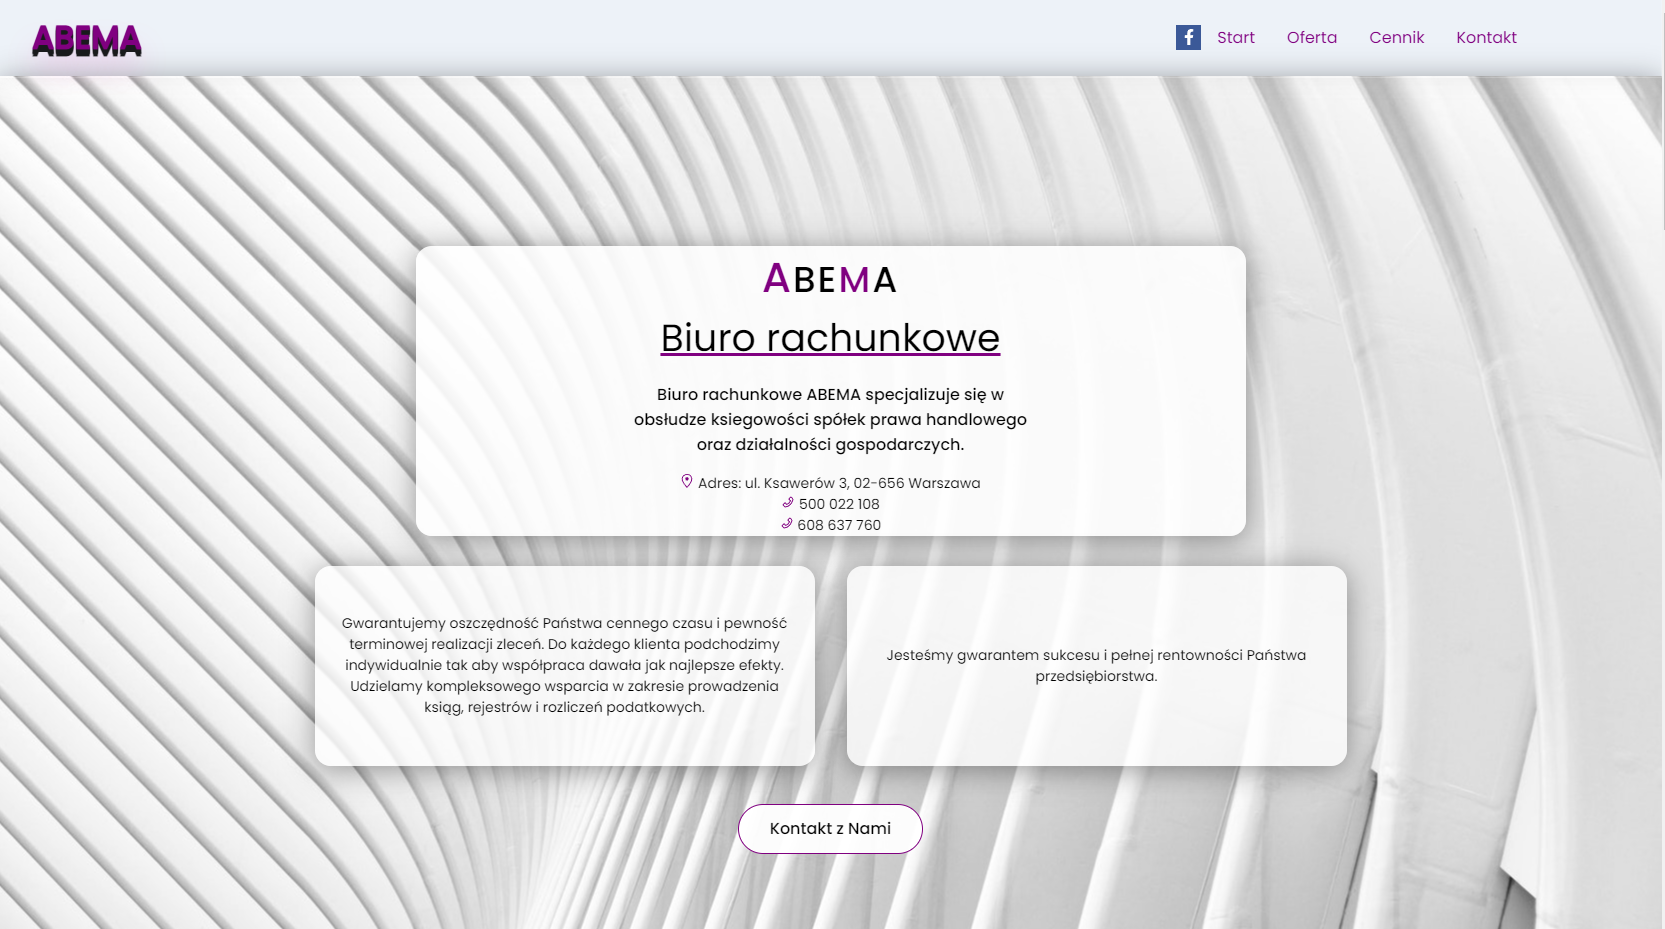 ABEMA
Start Oferta Cennik Kontakt
ABEMA
Biuro rachunkowe
Biuro rachunkowe ABEMA specjalizuje się w
obsłudze ksiegowości spółek prawa handlowego
oraz działalności gospodarczych.
Adres: ul. Ksawerów 3, 02-656 Warszawa
500 022 108
608 637 760
Gwarantujemy oszczędność Państwa cennego czasu i pewność
terminowej realizacji zleceń. Do każdego klienta podchodzimy
indywidualnie tak aby współpraca dawała jak najlepsze efekty.
Udzielamy kompleksowego wsparcia w zakresie prowadzenia
ksiąg, rejestrów i rozliczeń podatkowych.
Jesteśmy gwarantem sukcesu i pełnej rentowności Państwa
przedsiębiorstwa.
Kontakt z Nami